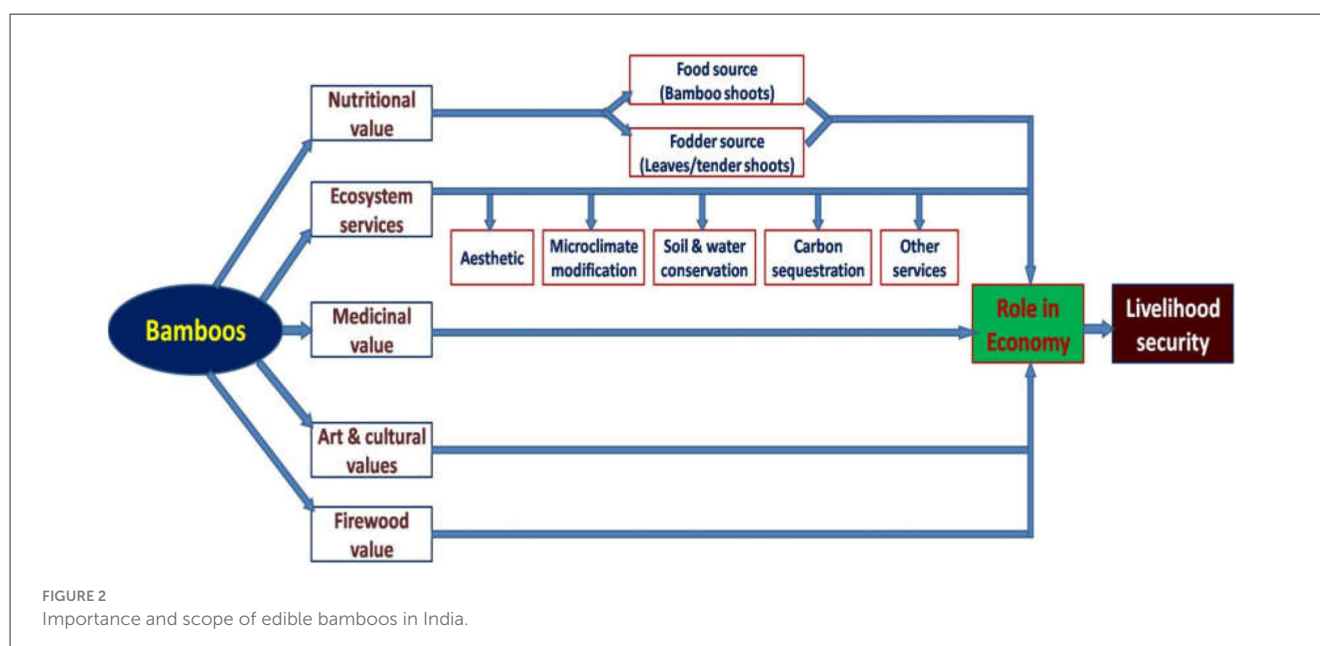 Nutritional
value
Food source
(Bamboo shoots)
Fodder source
(Leaves/tender shoots)
Ecosystem
services
Aesthetic
Microclimate
modification
Soil & water
conservation
Carbon
sequestration
Other
services
Bamboos
Medicinal
value
Role in
Economy
Livelihood
security
Art & cultural
values
Firewood
value
FIGURE 2
Importance and scope of edible bamboos in India.